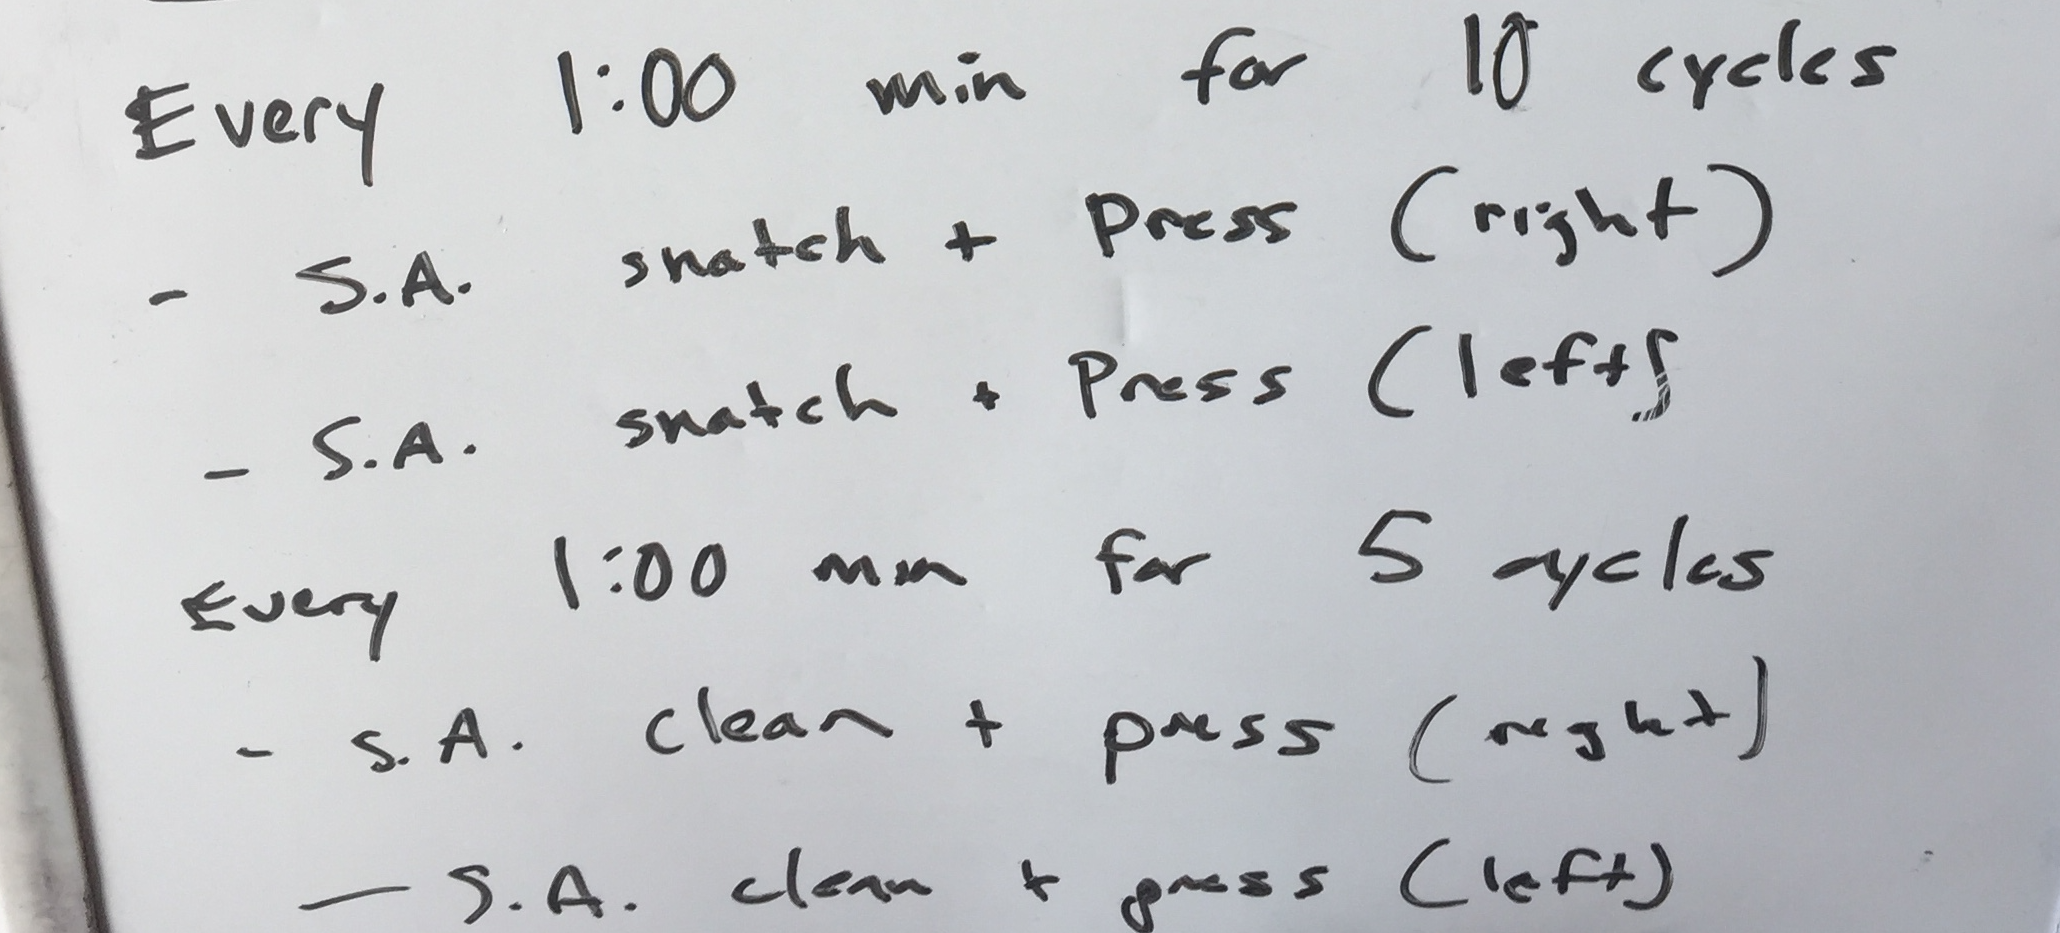 Every 1:00 min for 10 cycles
- S.A. snatch + Press (right)
- S.A. snatch + Press (left)
Every 1:00 min for 5 cycles
- S.A. clean + press (right)
- S.A. clean + press (left)